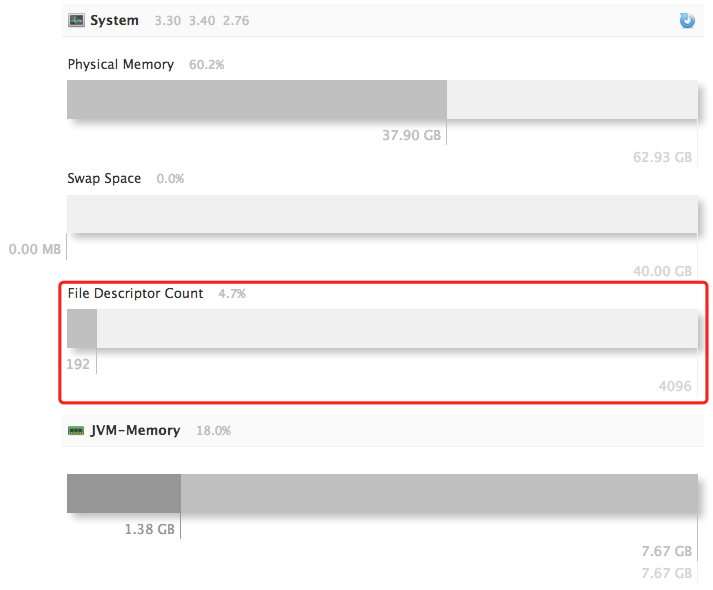 System 3.30 3.40 2.76
Physical Memory 60.2%
37.90 GB
62.93 GB
Swap Space 0.0%
0.00 MB
40.00 GB
File Descriptor Count 4.7%
192
4096
JVM-Memory 18.0%
1.38 GB
7.67 GB
7.67 GB